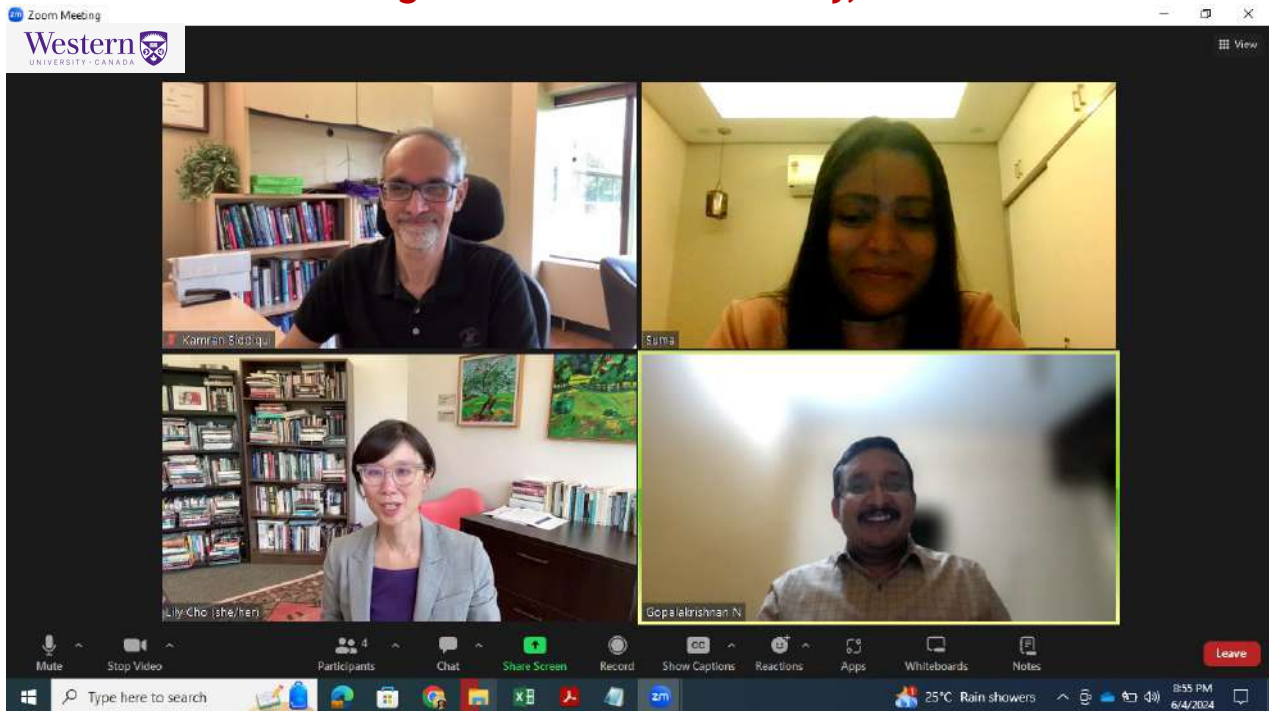 Zoom Meeting
Western
UNIVERSITY · CANADA
View
Kamran Siddiqui
Suma
Lily Cho (she/her)
Gopalakrishnan N
4
CC
Mute
Stop Video
Participants
Chat
Share Screen
Record
Show Captions
Reactions
Apps
Whiteboards
Notes
Leave
Type here to search
zm
25°C Rain showers
8:55 PM
6/4/2024